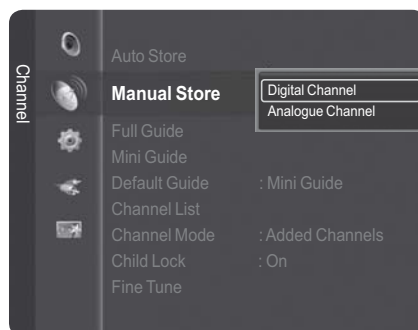 Channel
Auto Store
Manual Store
Digital Channel
Analogue Channel
Full Guide
Mini Guide
Default Guide : Mini Guide
Channel List
Channel Mode : Added Channels
Child Lock : On
Fine Tune